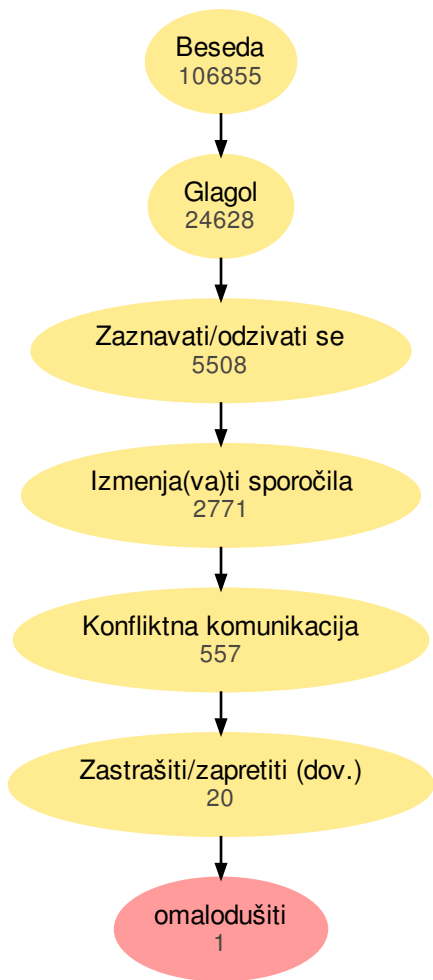 Beseda
106855
Glagol
24628
Zaznavati/odzivati se
5508
Izmenja(va)ti sporočila
2771
Konfliktna komunikacija
557
Zastrašiti/zapretiti (dov.)
20
omalodušiti
1